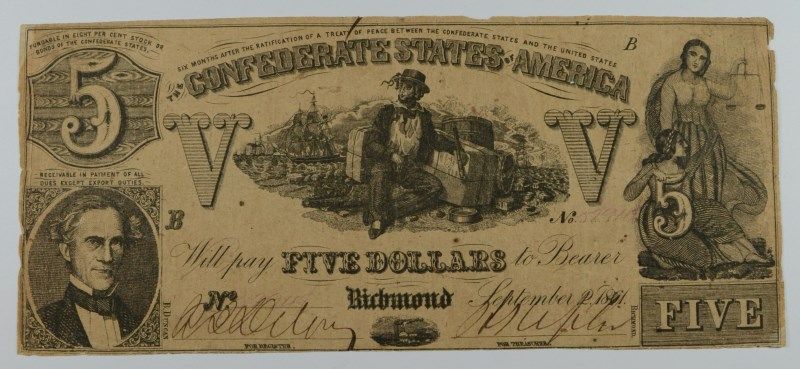 FUNDABLE IN EIGHT PER CENT STOCK OR
BONDS OF THE CONFEDERATE STATES.
SIX MONTHS AFTER THE RATIFICATION OF A TREATY OF PEACE BETWEEN THE CONFEDERATE STATES AND THE UNITED STATES
B
THE CONFEDERATE STATES OF AMERICA
5
V
V
RECEIVABLE IN PAYMENT OF ALL
DUES EXCEPT EXPORT DUTIES.
5
B
No.
Will pay FIVE DOLLARS to Bearer
No
Richmond
September 2, 1861.
FIVE
FOR REGISTER.
FOR TREASURER.